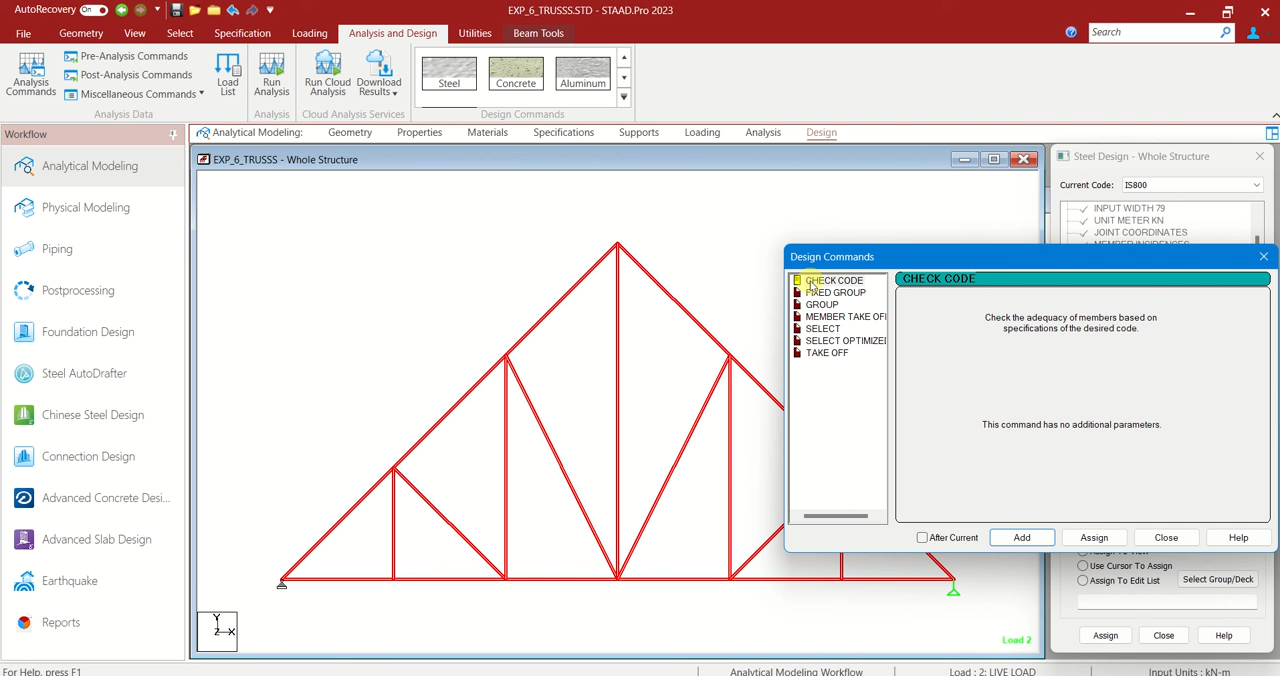 AutoRecovery On
EXP_6_TRUSSS.STD - STAAD.Pro 2023
File Geometry View Select Specification Loading Analysis and Design Utilities Beam Tools
Search
Analysis Commands
Pre-Analysis Commands
Post-Analysis Commands
Miscellaneous Commands
Load List
Run Analysis
Run Cloud Analysis
Download Results
Steel
Concrete
Aluminum
Analysis Data
Analysis
Cloud Analysis Services
Design Commands
Workflow
Analytical Modeling: Geometry Properties Materials Specifications Supports Loading Analysis Design
Analytical Modeling
Physical Modeling
Piping
Postprocessing
Foundation Design
Steel AutoDrafter
Chinese Steel Design
Connection Design
Advanced Concrete Desi...
Advanced Slab Design
Earthquake
Reports
EXP_6_TRUSSS - Whole Structure
Y
Z X
Load 2
Steel Design - Whole Structure
Current Code: IS800
INPUT WIDTH 79
UNIT METER KN
JOINT COORDINATES
Design Commands
CHECK CODE
FIXED GROUP
GROUP
MEMBER TAKE OF
SELECT
SELECT OPTIMIZE
TAKE OFF
CHECK CODE
Check the adequacy of members based on
specifications of the desired code.
This command has no additional parameters.
After Current
Add
Assign
Close
Help
Use Cursor To Assign
Assign To Edit List
Select Group/Deck
Assign
Close
Help
For Help, press F1
Analytical Modeling Workflow
Load : 2: LIVE LOAD
Input Units : kN-m